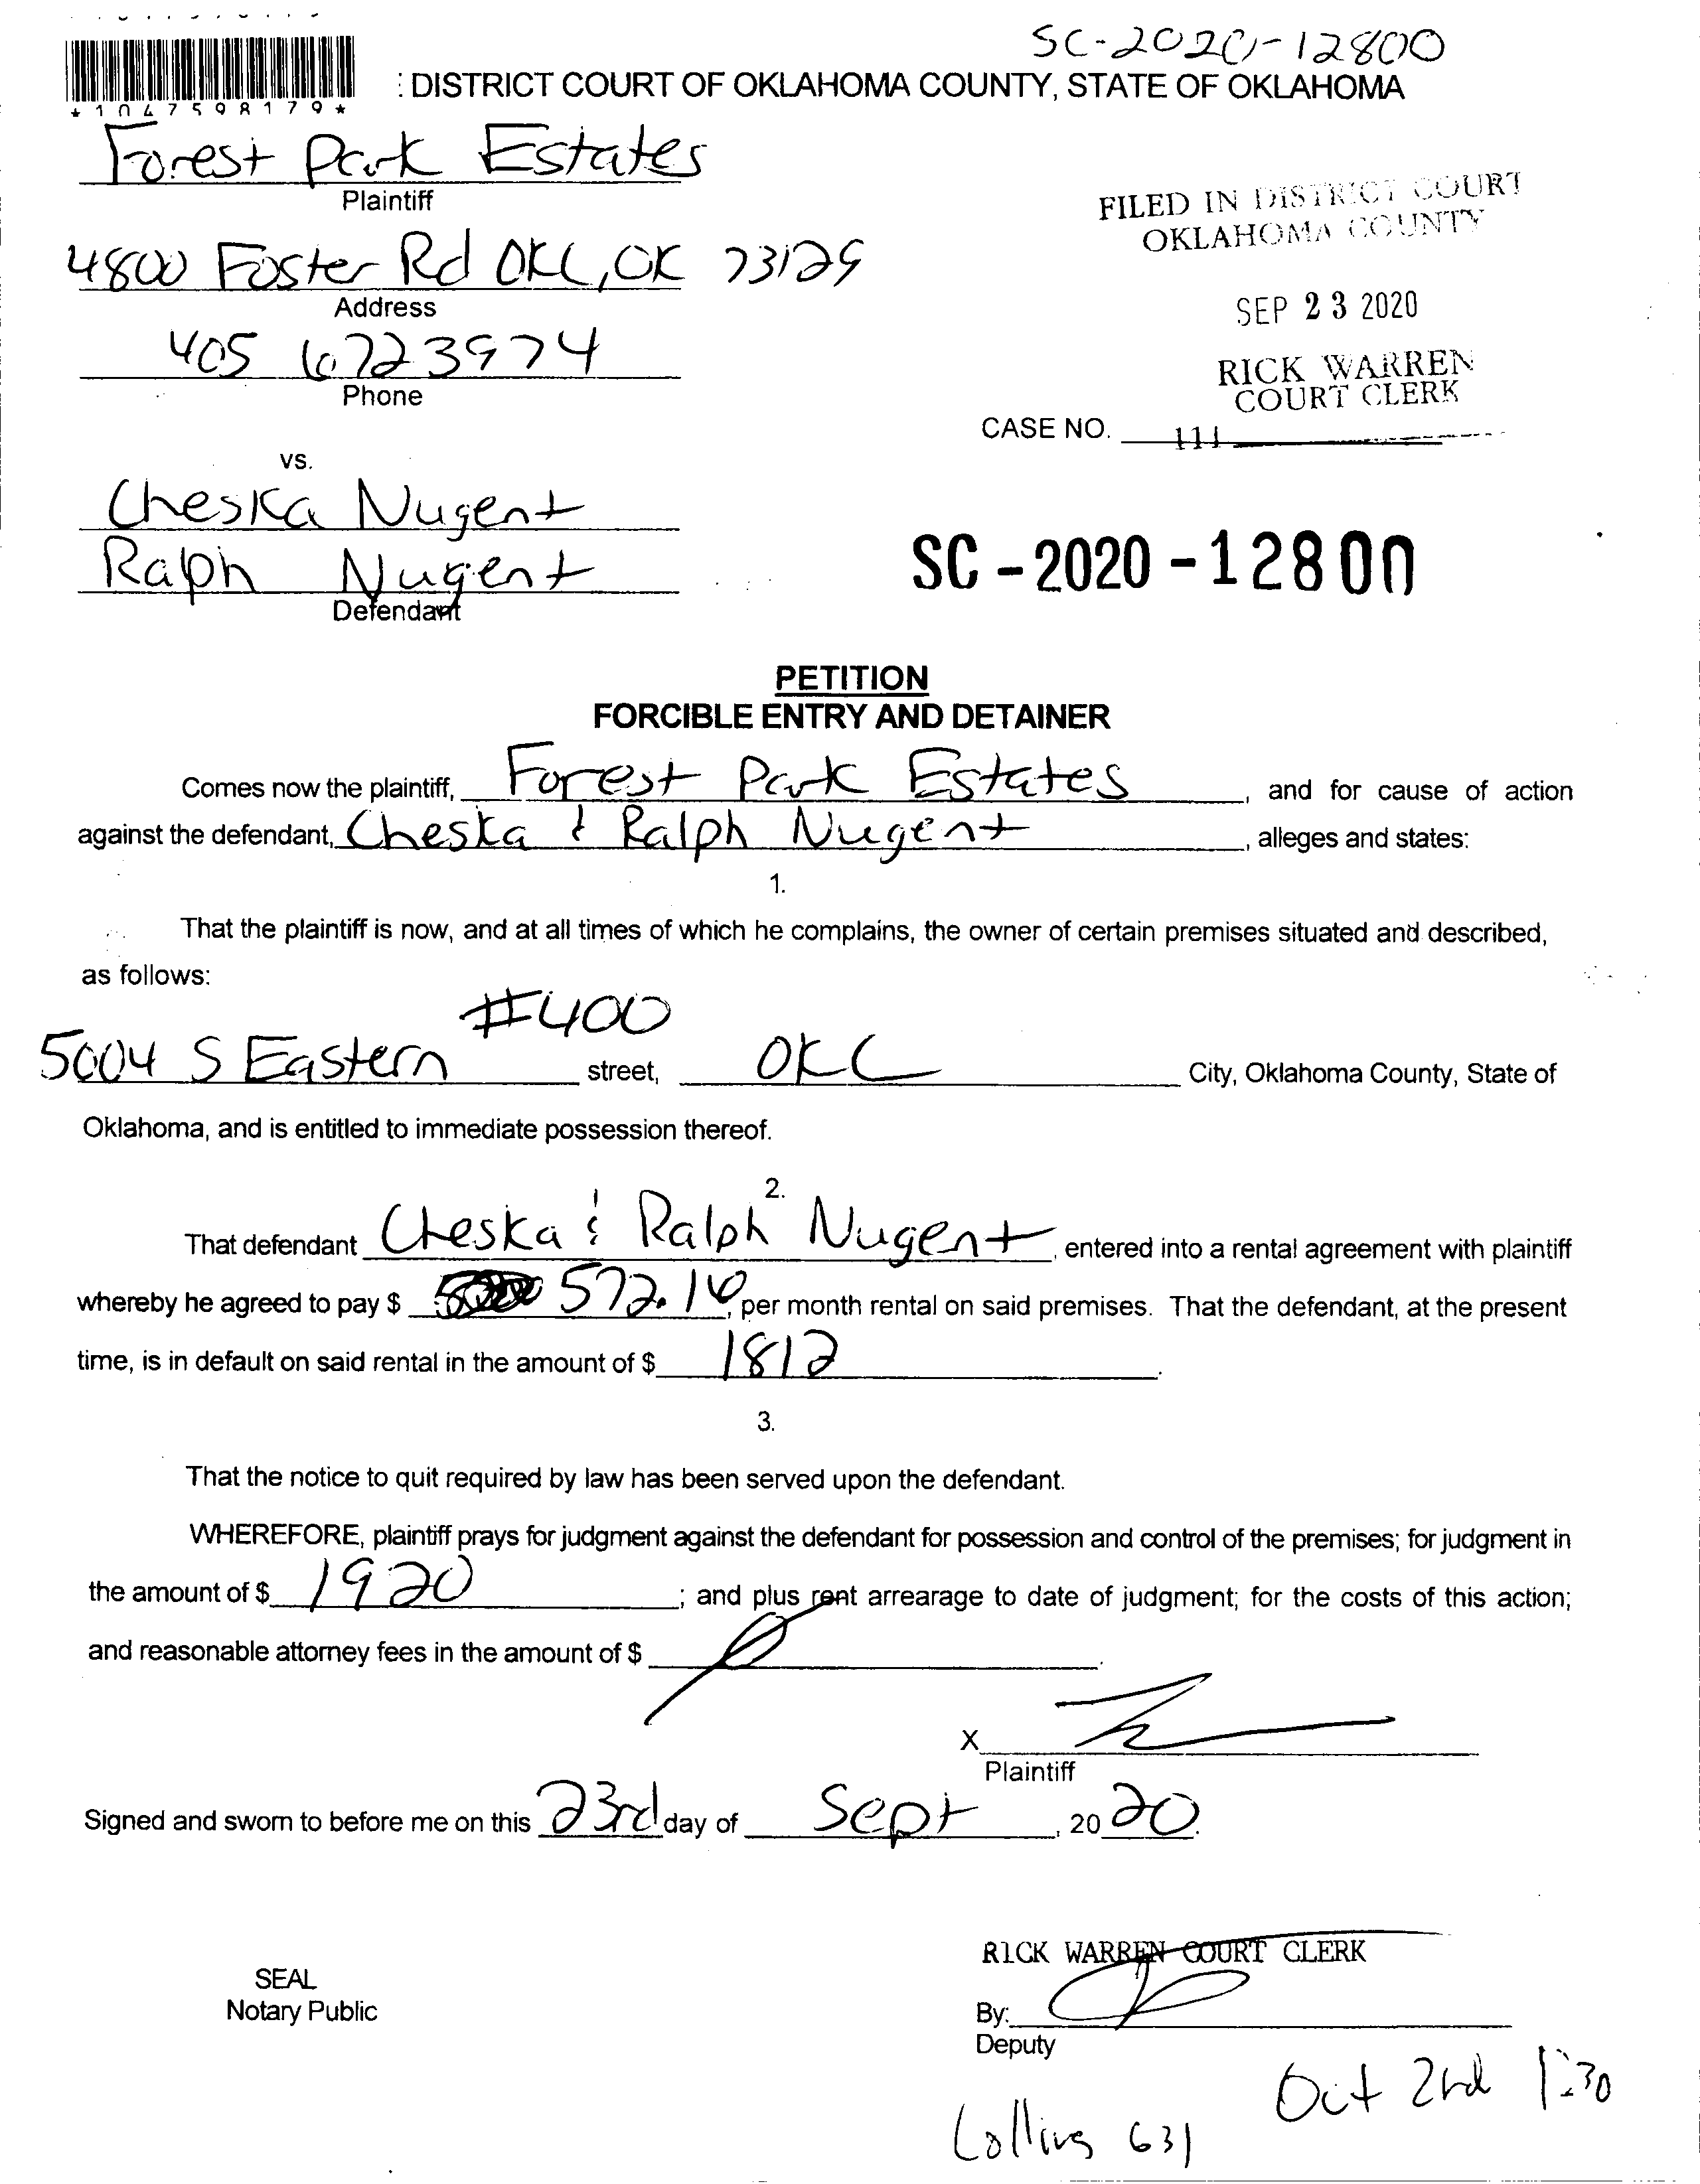 SC-2020-12800
*1047598179*
: DISTRICT COURT OF OKLAHOMA COUNTY, STATE OF OKLAHOMA
Forest Park Estates
Plaintiff
FILED IN DISTRICT COURT
OKLAHOMA COUNTY
4800 Foster Rd OKC, OK 73129
Address
SEP 23 2020
405 6723974
Phone
RICK WARREN
COURT CLERK
CASE NO.
111
vs.
Cheska Nugent
Ralph Nugent
Defendant
SC-2020-12800
PETITION
FORCIBLE ENTRY AND DETAINER
Comes now the plaintiff, Forest Park Estates, and for cause of action
against the defendant, Cheska & Ralph Nugent, alleges and states:
1.
That the plaintiff is now, and at all times of which he complains, the owner of certain premises situated and described,
as follows:
#400
5004 S Eastern street, OKC City, Oklahoma County, State of
Oklahoma, and is entitled to immediate possession thereof.
2.
That defendant Cheska & Ralph Nugent, entered into a rental agreement with plaintiff
whereby he agreed to pay $ 572.16, per month rental on said premises. That the defendant, at the present
time, is in default on said rental in the amount of $ 1812.
3.
That the notice to quit required by law has been served upon the defendant.
WHEREFORE, plaintiff prays for judgment against the defendant for possession and control of the premises; for judgment in
the amount of $ 1920; and plus rent arrearage to date of judgment; for the costs of this action;
and reasonable attorney fees in the amount of $ 0.
X
Plaintiff
Signed and sworn to before me on this 23rd day of Sept, 2020.
RICK WARREN COURT CLERK
SEAL
Notary Public
By:
Deputy
Oct 2nd 1:30
Collins 631